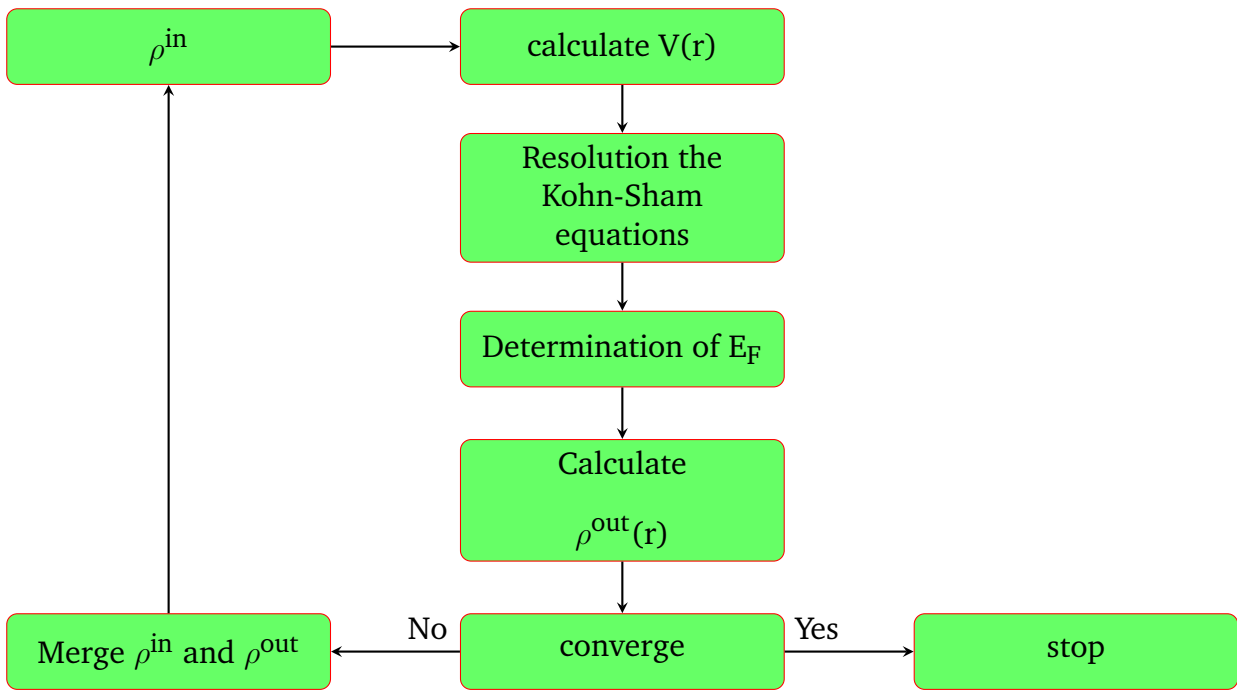 ρ^in
calculate V(r)
Resolution the
Kohn-Sham
equations
Determination of E_F
Calculate
ρ^out(r)
No
Yes
Merge ρ^in and ρ^out
converge
stop